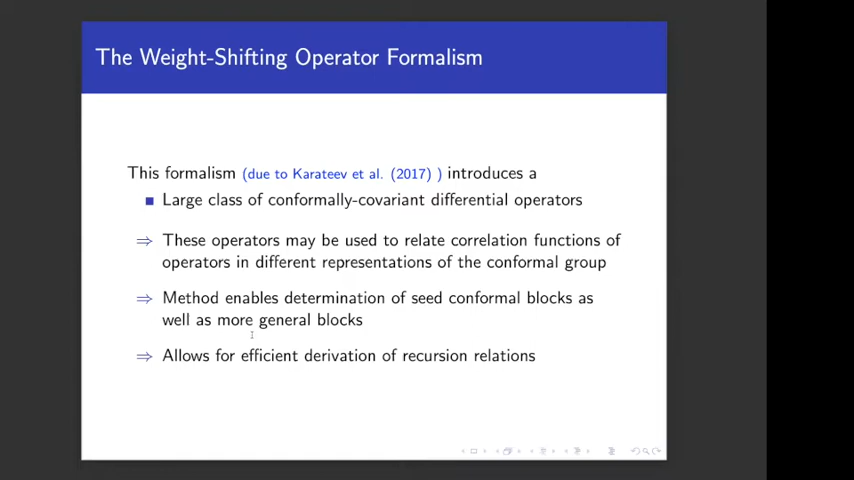 The Weight-Shifting Operator Formalism
This formalism (due to Karateev et al. (2017) ) introduces a
Large class of conformally-covariant differential operators
⇒ These operators may be used to relate correlation functions of
operators in different representations of the conformal group
⇒ Method enables determination of seed conformal blocks as
well as more general blocks
⇒ Allows for efficient derivation of recursion relations